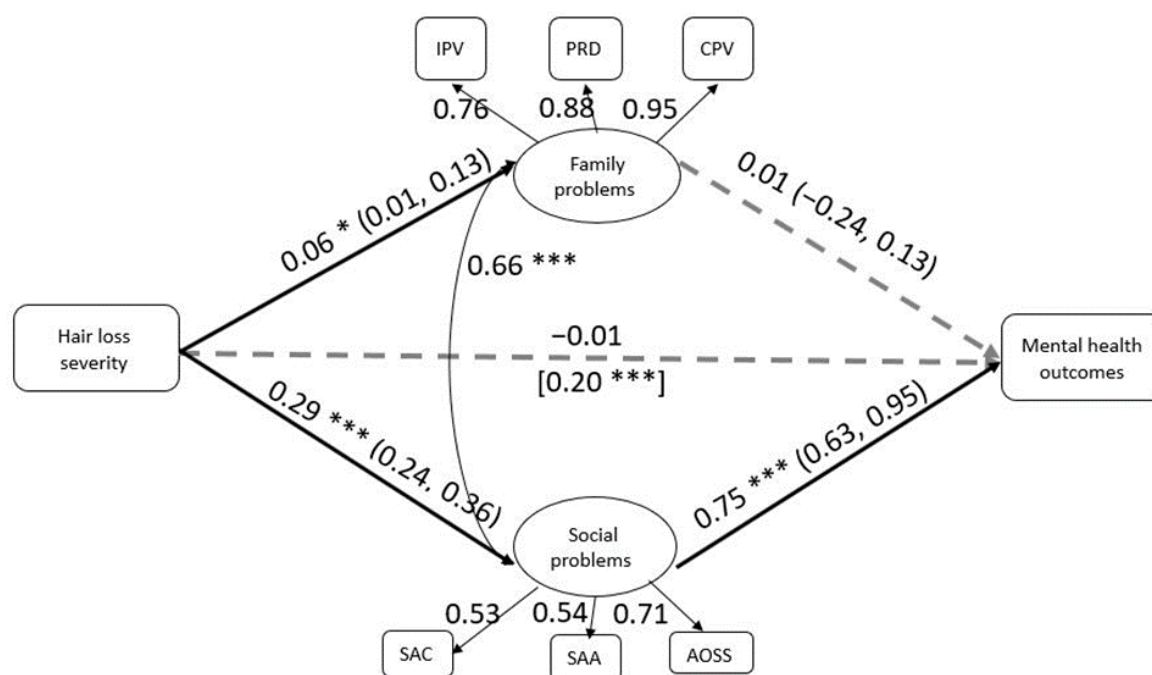 IPV
PRD
CPV
0.76
0.88
0.95
Family
problems
0.06 * (0.01, 0.13)
0.01 (−0.24, 0.13)
0.66 ***
Hair loss
severity
−0.01
[0.20 ***]
Mental health
outcomes
0.29 *** (0.24, 0.36)
0.75 *** (0.63, 0.95)
Social
problems
0.53
0.54
0.71
SAC
SAA
AOSS